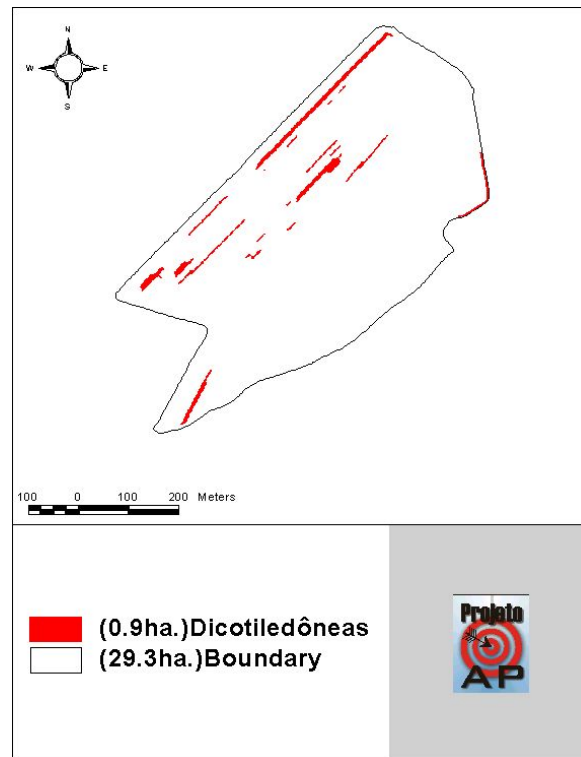 N
W E
S
100 0 100 200 Meters
(0.9ha.)Dicotiledôneas
(29.3ha.)Boundary
Projeto
AP